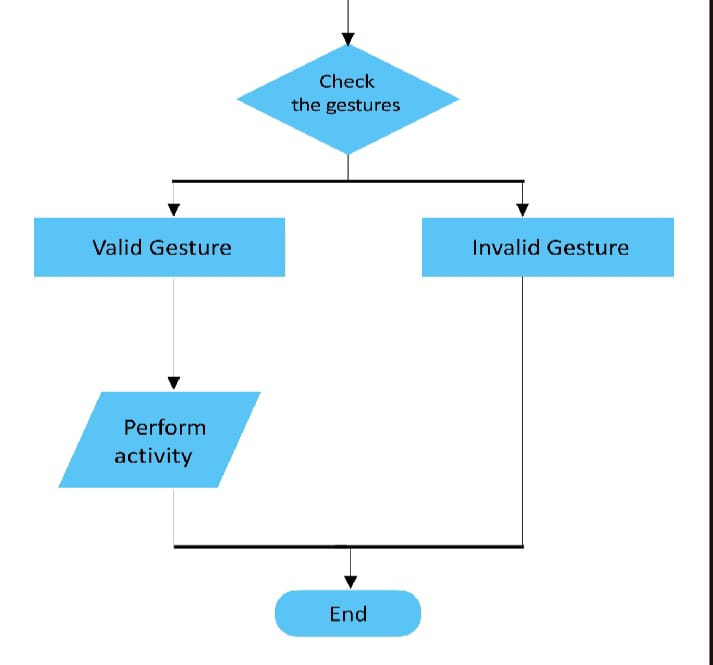 Check
the gestures
Valid Gesture
Invalid Gesture
Perform
activity
End